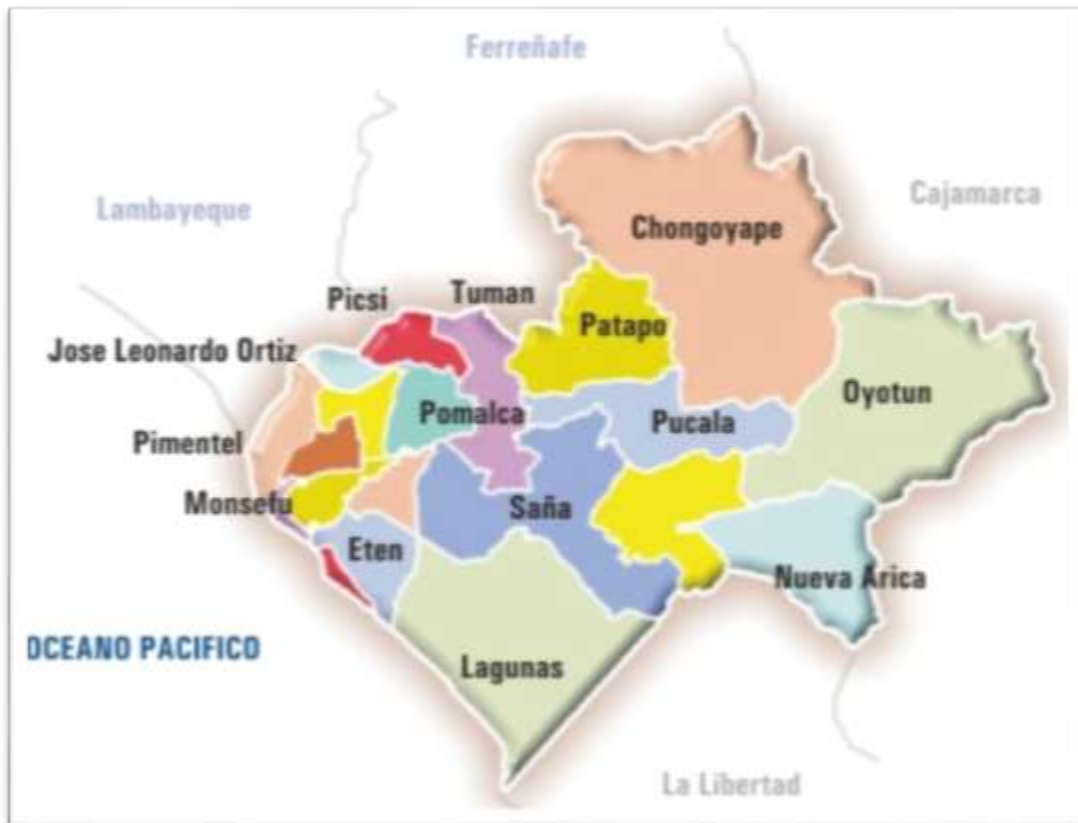 Ferreñafe
Cajamarca
Lambayeque
Chongoyape
Picsi
Tuman
Patapo
Jose Leonardo Ortiz
Oyotun
Pomalca
Pucala
Pimentel
Monsefu
Saña
Eten
Nueva Arica
OCEANO PACIFICO
Lagunas
La Libertad